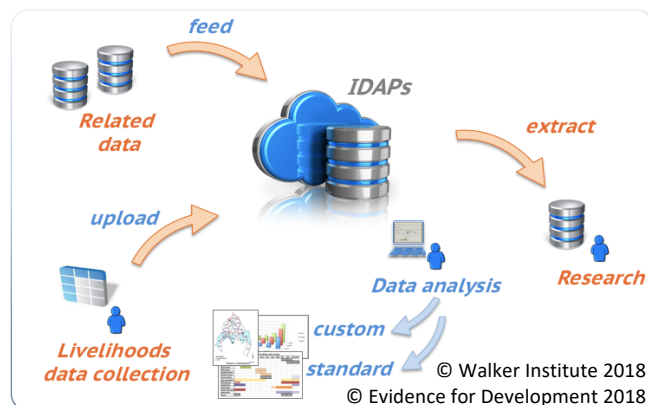 feed
IDAPs
Related
data
extract
upload
Data analysis
Research
custom
Livelihoods
data collection
standard
© Walker Institute 2018
© Evidence for Development 2018